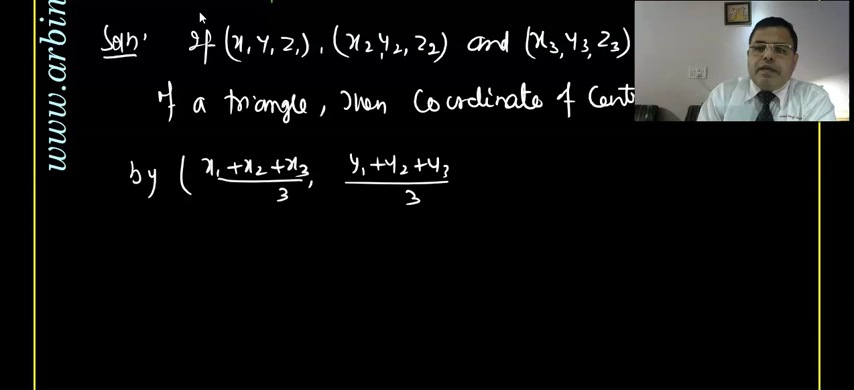 www.arbin
Soln. If (x₁, y₁, z₁), (x₂, y₂, z₂) and (x₃, y₃, z₃)
of a triangle, then Coordinate of Cent
by ( x₁+x₂+x₃/3, y₁+y₂+y₃/3